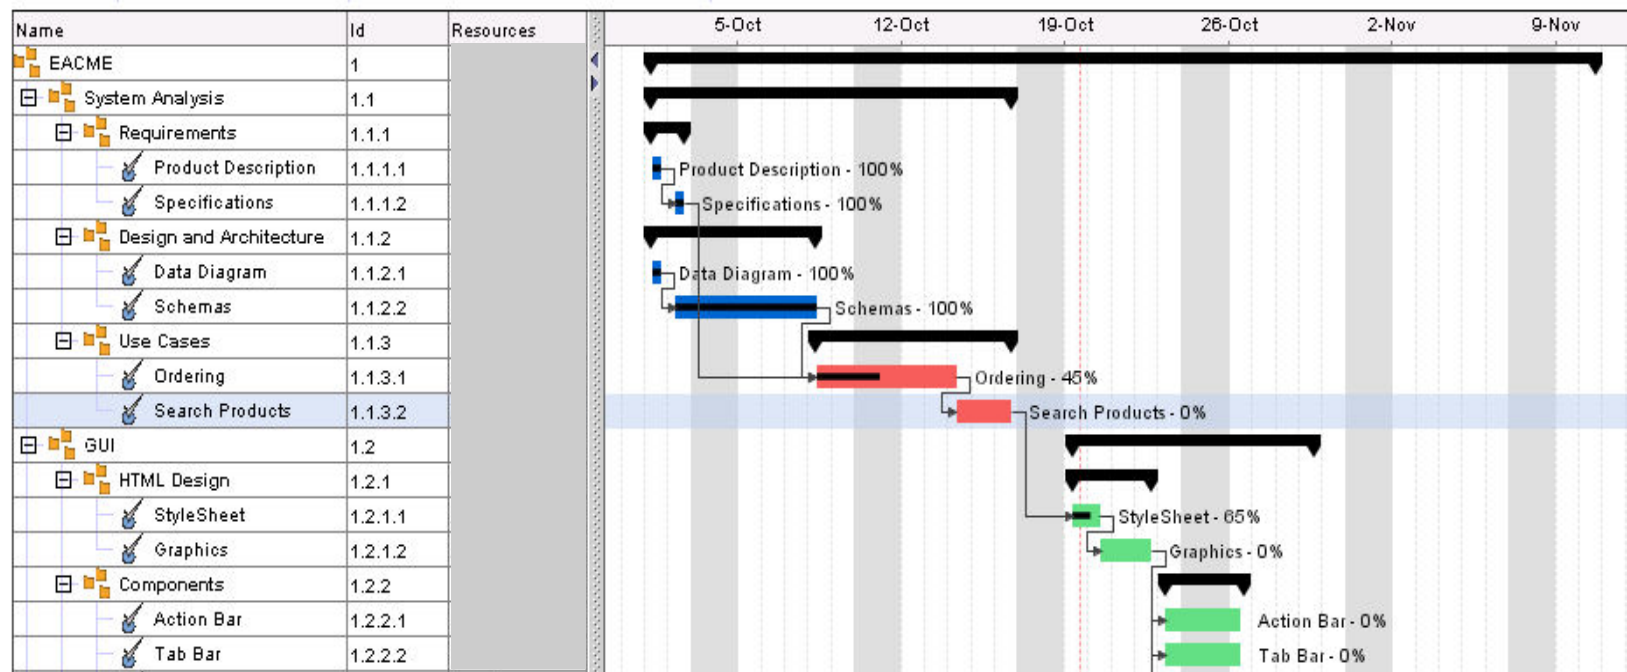 Name Id Resources 5-Oct 12-Oct 19-Oct 26-Oct 2-Nov 9-Nov
EACME 1
System Analysis 1.1
Requirements 1.1.1
Product Description 1.1.1.1 Product Description - 100%
Specifications 1.1.1.2 Specifications - 100%
Design and Architecture 1.1.2
Data Diagram 1.1.2.1 Data Diagram - 100%
Schemas 1.1.2.2 Schemas - 100%
Use Cases 1.1.3
Ordering 1.1.3.1 Ordering - 45%
Search Products 1.1.3.2 Search Products - 0%
GUI 1.2
HTML Design 1.2.1
StyleSheet 1.2.1.1 StyleSheet - 65%
Graphics 1.2.1.2 Graphics - 0%
Components 1.2.2
Action Bar 1.2.2.1 Action Bar - 0%
Tab Bar 1.2.2.2 Tab Bar - 0%